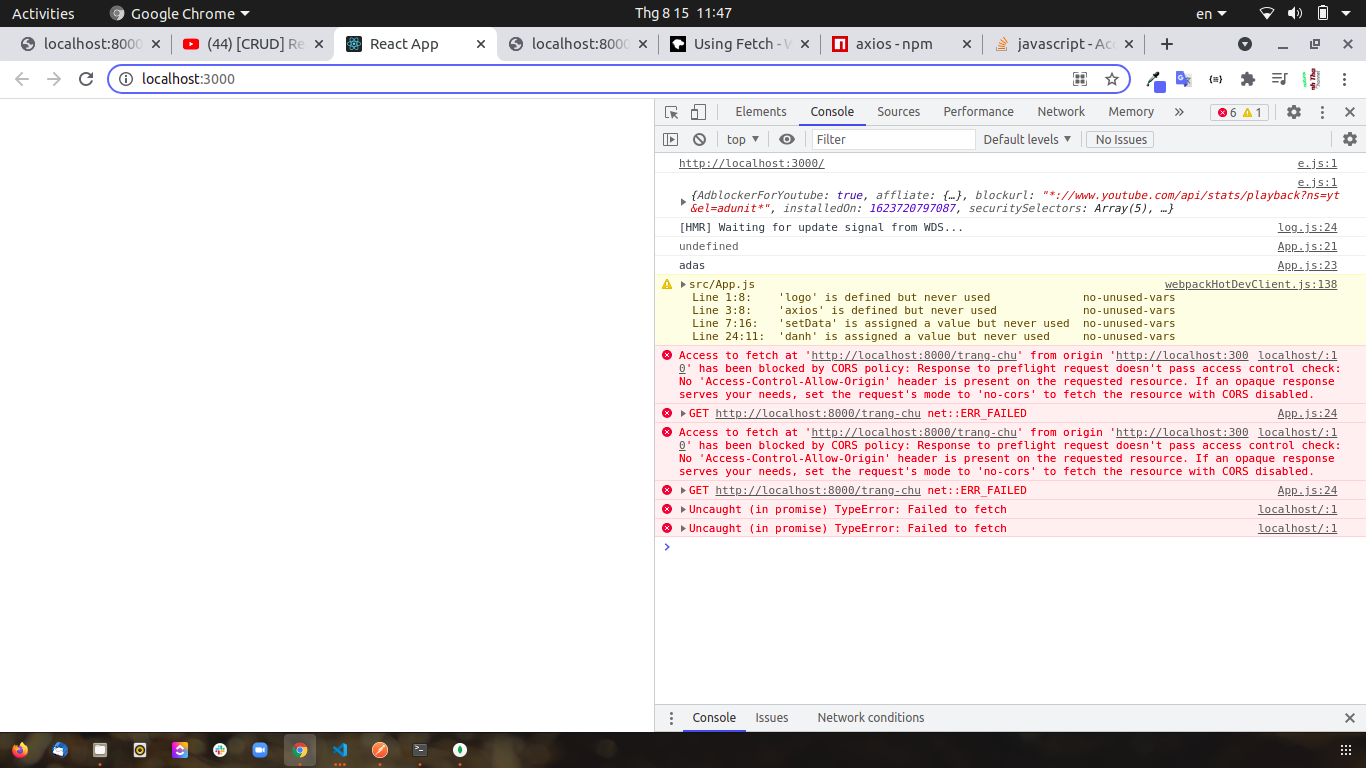 Activities
Google Chrome
Thg 8 15 11:47
en
localhost:8000
(44) [CRUD] Re
React App
localhost:8000
Using Fetch - W
axios - npm
javascript - Acc
localhost:3000
Elements
Console
Sources
Performance
Network
Memory
6
1
top
Filter
Default levels
No Issues
http://localhost:3000/ e.js:1
e.js:1
{AdblockerForYoutube: true, affliate: {…}, blockurl: "*://www.youtube.com/api/stats/playback?ns=yt
&el=adunit*", installedOn: 1623720797087, securitySelectors: Array(5), …}
[HMR] Waiting for update signal from WDS... log.js:24
undefined App.js:21
adas App.js:23
src/App.js webpackHotDevClient.js:138
Line 1:8: 'logo' is defined but never used no-unused-vars
Line 3:8: 'axios' is defined but never used no-unused-vars
Line 7:16: 'setData' is assigned a value but never used no-unused-vars
Line 24:11: 'danh' is assigned a value but never used no-unused-vars
Access to fetch at 'http://localhost:8000/trang-chu' from origin 'http://localhost:300 localhost/:1
0' has been blocked by CORS policy: Response to preflight request doesn't pass access control check:
No 'Access-Control-Allow-Origin' header is present on the requested resource. If an opaque response
serves your needs, set the request's mode to 'no-cors' to fetch the resource with CORS disabled.
GET http://localhost:8000/trang-chu net::ERR_FAILED App.js:24
Access to fetch at 'http://localhost:8000/trang-chu' from origin 'http://localhost:300 localhost/:1
0' has been blocked by CORS policy: Response to preflight request doesn't pass access control check:
No 'Access-Control-Allow-Origin' header is present on the requested resource. If an opaque response
serves your needs, set the request's mode to 'no-cors' to fetch the resource with CORS disabled.
GET http://localhost:8000/trang-chu net::ERR_FAILED App.js:24
Uncaught (in promise) TypeError: Failed to fetch localhost/:1
Uncaught (in promise) TypeError: Failed to fetch localhost/:1
Console
Issues
Network conditions